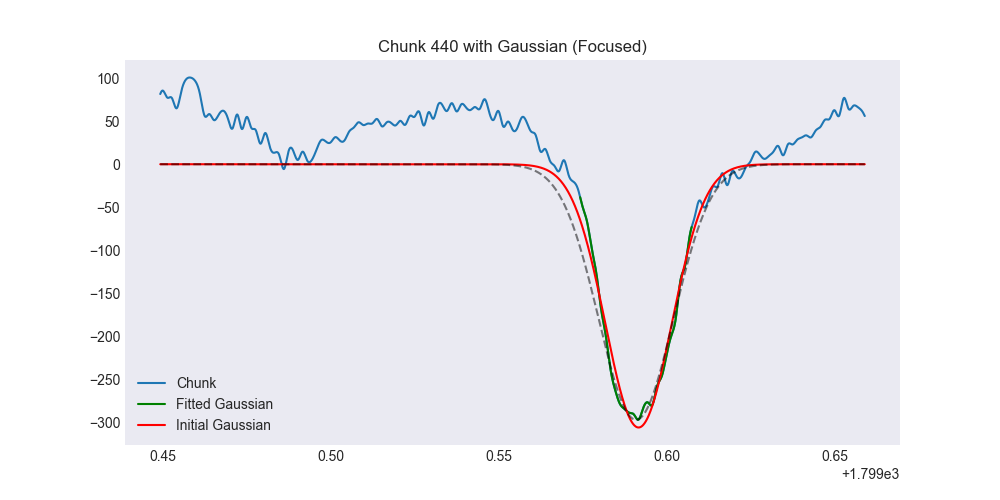 Chunk 440 with Gaussian (Focused)
100
50
0
−50
−100
−150
−200
−250
−300
Chunk
Fitted Gaussian
Initial Gaussian
0.45 0.50 0.55 0.60 0.65
+1.799e3